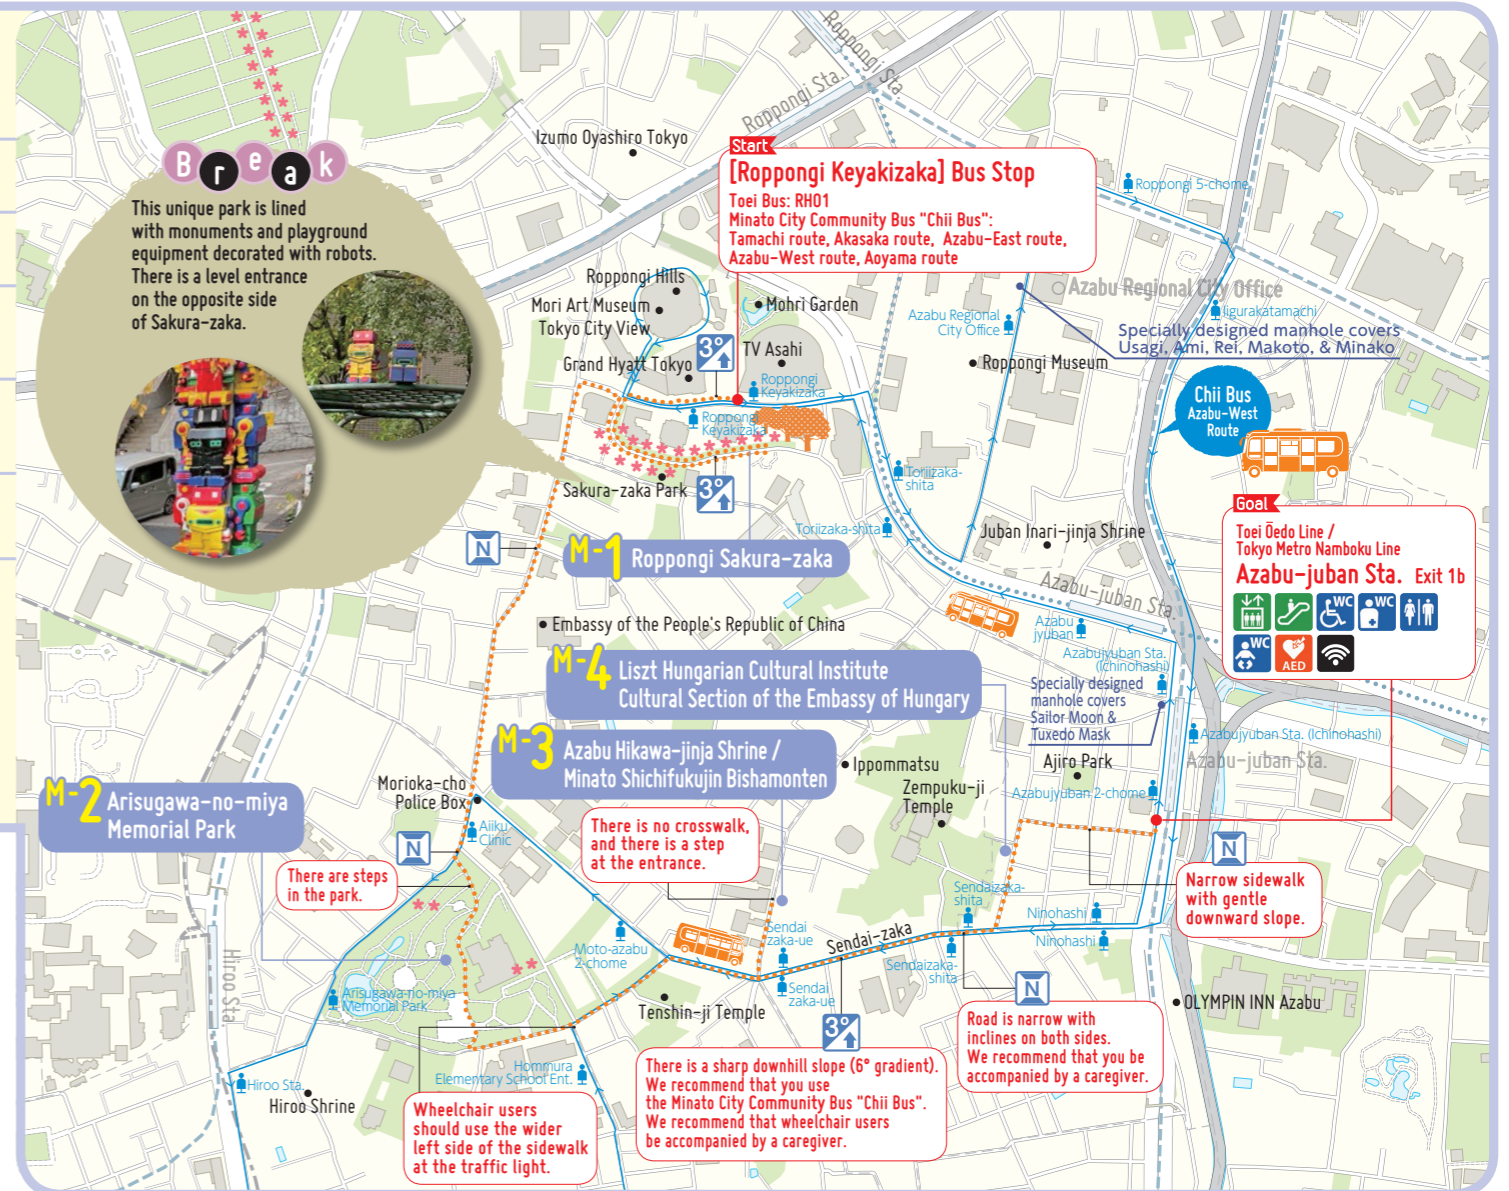 Break
This unique park is lined
with monuments and playground
equipment decorated with robots.
There is a level entrance
on the opposite side
of Sakura-zaka.
Roppongi Sta.
Roppongi Sta.
Izumo Oyashiro Tokyo
Start
[Roppongi Keyakizaka] Bus Stop
Toei Bus: RH01
Minato City Community Bus "Chii Bus":
Tamachi route, Akasaka route, Azabu-East route,
Azabu-West route, Aoyama route
Roppongi 5-chome
Roppongi Hills
Mori Art Museum
Tokyo City View
Grand Hyatt Tokyo
Mohri Garden
3°
TV Asahi
Roppongi
Keyakizaka
Roppongi
Keyakizaka
Azabu Regional
City Office
Azabu Regional City Office
Iigurakatamachi
Specially designed manhole covers
Usagi, Ami, Rei, Makoto, & Minako
Roppongi Museum
Chii Bus
Azabu-West
Route
Sakura-zaka Park
3°
Toriizaka-
shita
Toriizaka-shita
Juban Inari-jinja Shrine
Goal
Toei Ōedo Line /
Tokyo Metro Namboku Line
Azabu-juban Sta. Exit 1b
WC
WC
WC
AED
N
M-1 Roppongi Sakura-zaka
Azabu-juban Sta.
Embassy of the People's Republic of China
Azabu
jyuban
Azabujyuban Sta.
(Ichinohashi)
M-4 Liszt Hungarian Cultural Institute
Cultural Section of the Embassy of Hungary
Specially designed
manhole covers
Sailor Moon &
Tuxedo Mask
Azabujyuban Sta. (Ichinohashi)
Azabu-juban Sta.
M-3 Azabu Hikawa-jinja Shrine /
Minato Shichifukujin Bishamonten
Ippommatsu
Ajiro Park
Azabujyuban 2-chome
Zempuku-ji
Temple
M-2 Arisugawa-no-miya
Memorial Park
Morioka-cho
Police Box
Aiiku
Clinic
N
There are steps
in the park.
There is no crosswalk,
and there is a step
at the entrance.
N
Narrow sidewalk
with gentle
downward slope.
Sendaizaka-
shita
Ninohashi
Ninohashi
Sendai-zaka
Sendai
zaka-ue
Sendai
zaka-ue
Sendaizaka-
shita
Moto-azabu
2-chome
Hiroo Sta.
Arisugawa-no-miya
Memorial Park
Tenshin-ji Temple
3°
N
OLYMPIN INN Azabu
Road is narrow with
inclines on both sides.
We recommend that you be
accompanied by a caregiver.
There is a sharp downhill slope (6° gradient).
We recommend that you use
the Minato City Community Bus "Chii Bus".
We recommend that wheelchair users
be accompanied by a caregiver.
Hommura
Elementary School Ent.
Hiroo Sta.
Hiroo Shrine
Wheelchair users
should use the wider
left side of the sidewalk
at the traffic light.